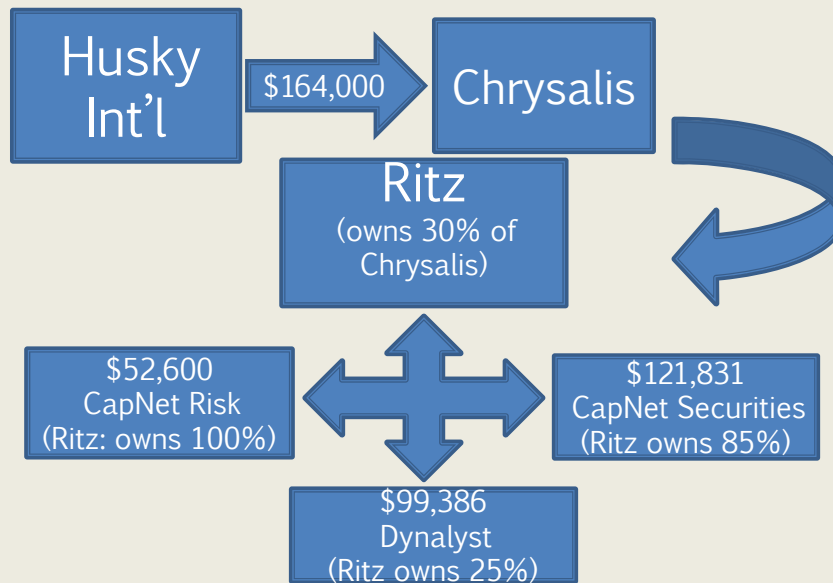 Husky
Int'l
$164,000
Chrysalis
Ritz
(owns 30% of
Chrysalis)
$52,600
CapNet Risk
(Ritz: owns 100%)
$121,831
CapNet Securities
(Ritz owns 85%)
$99,386
Dynalyst
(Ritz owns 25%)